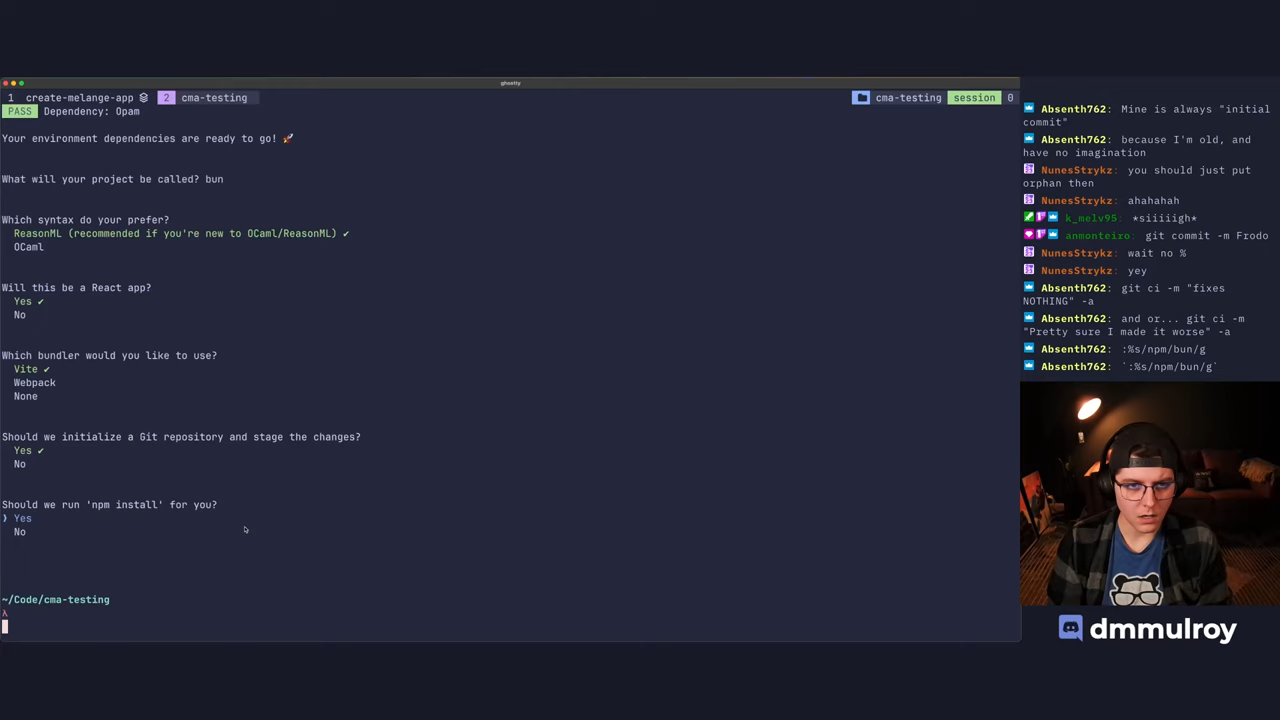 ghostty
1 create-melange-app 2 cma-testing cma-testing session 0
PASS Dependency: Opam
Your environment dependencies are ready to go! 🚀
What will your project be called? bun
Which syntax do your prefer?
ReasonML (recommended if you're new to OCaml/ReasonML) ✔
OCaml
Will this be a React app?
Yes ✔
No
Which bundler would you like to use?
Vite ✔
Webpack
None
Should we initialize a Git repository and stage the changes?
Yes ✔
No
Should we run 'npm install' for you?
❯ Yes
No
~/Code/cma-testing
λ
Absenth762: Mine is always "initial
commit"
Absenth762: because I'm old, and
have no imagination
NunesStrykz: you should just put
orphan then
NunesStrykz: ahahahah
k_melv95: *siiiiigh*
anmonteiro: git commit -m Frodo
NunesStrykz: wait no %
NunesStrykz: yey
Absenth762: git ci -m "fixes
NOTHING" -a
Absenth762: and or... git ci -m
"Pretty sure I made it worse" -a
Absenth762: :%s/npm/bun/g
Absenth762: `:%s/npm/bun/g`
dmmulroy